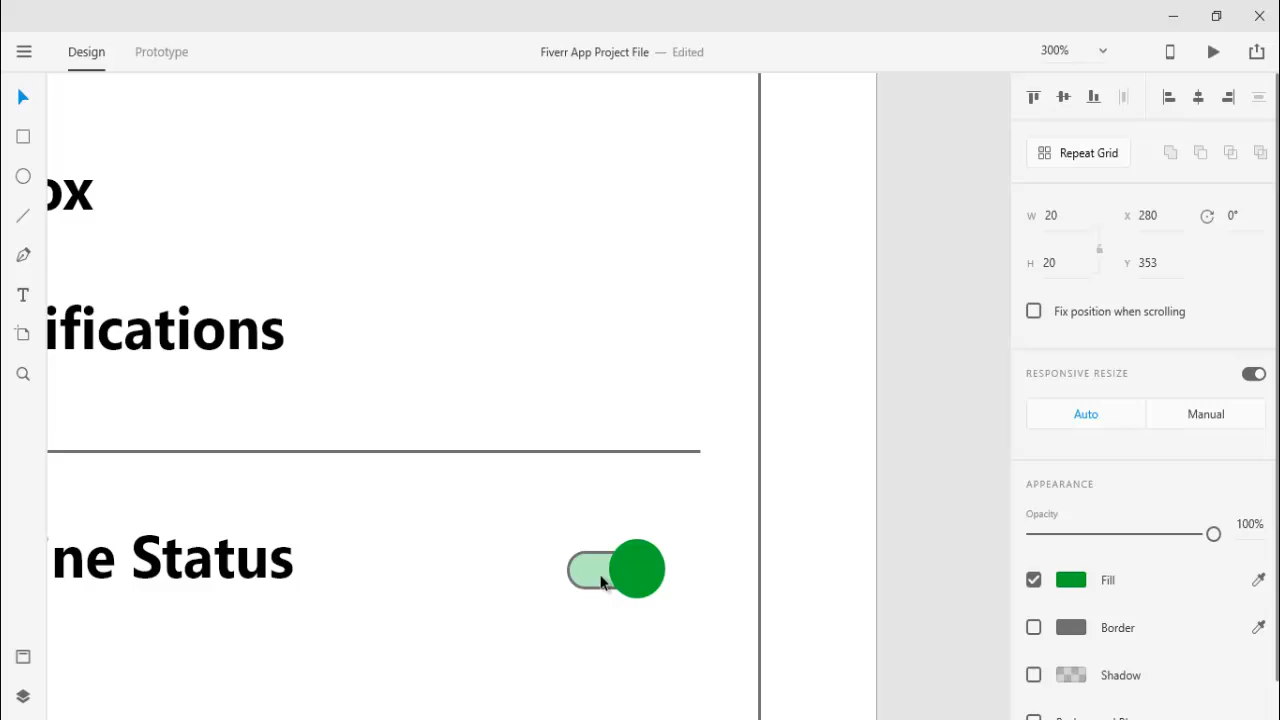 Design Prototype Fiverr App Project File — Edited 300%
Repeat Grid
ox
W 20 X 280 0°
H 20 Y 353
Fix position when scrolling
ifications
RESPONSIVE RESIZE
Auto Manual
APPEARANCE
Opacity
100%
ine Status
Fill
Border
Shadow